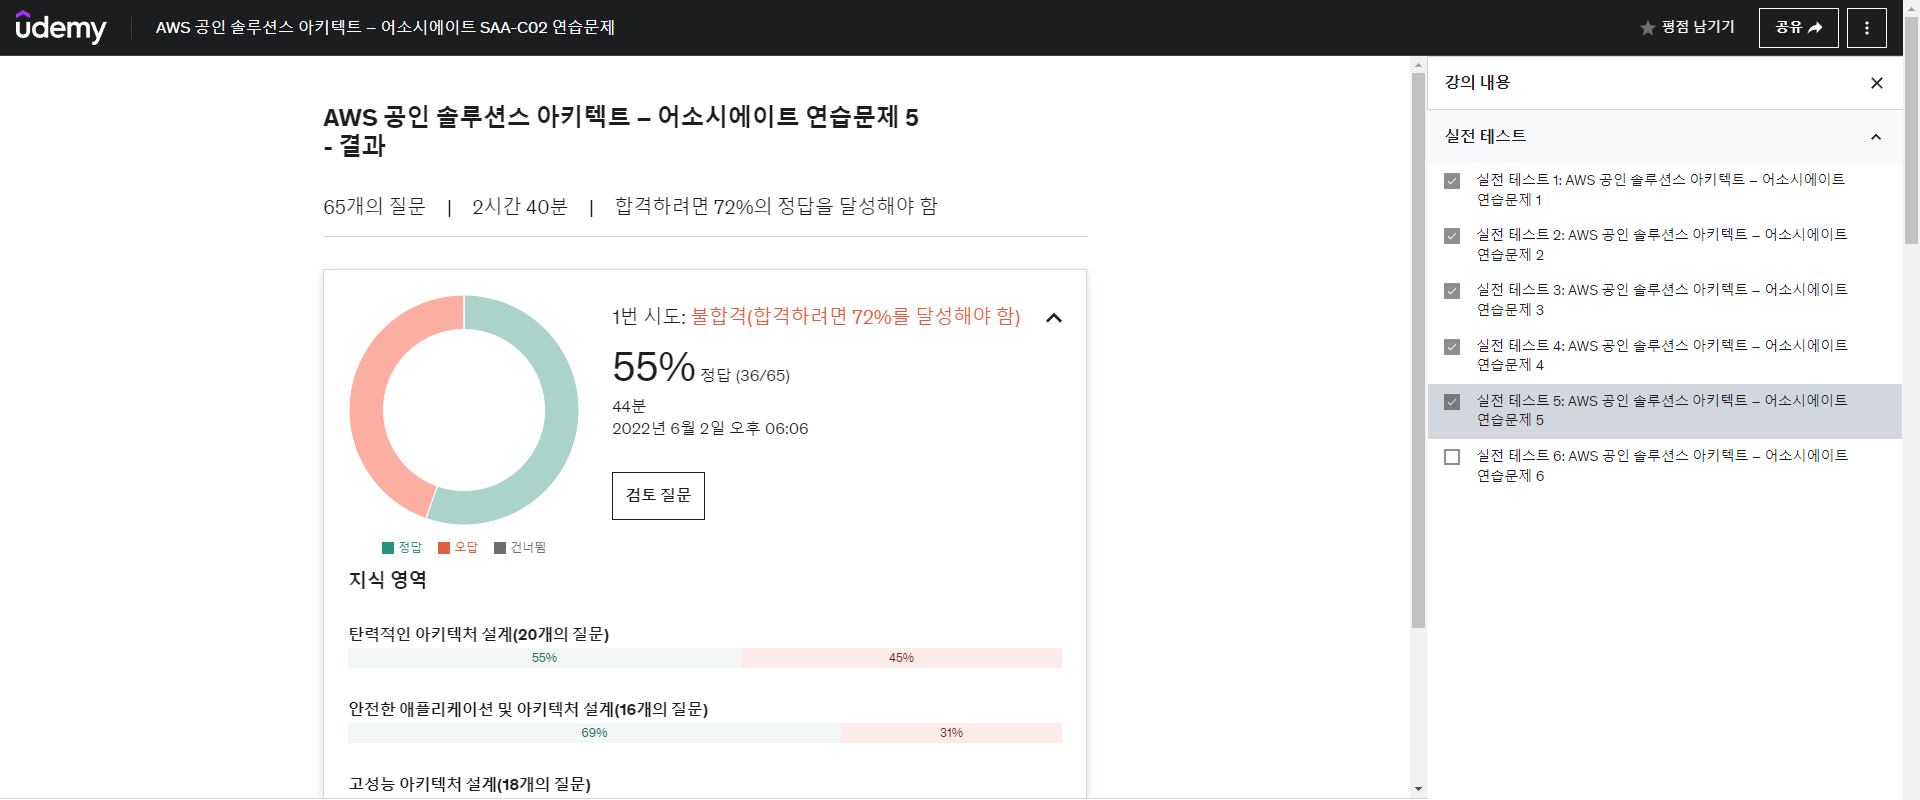 udemy
AWS 공인 솔루션스 아키텍트 – 어소시에이트 SAA-C02 연습문제
평점 남기기
공유
AWS 공인 솔루션스 아키텍트 – 어소시에이트 연습문제 5
- 결과
65개의 질문 | 2시간 40분 | 합격하려면 72%의 정답을 달성해야 함
1번 시도: 불합격(합격하려면 72%를 달성해야 함)
55% 정답 (36/65)
44분
2022년 6월 2일 오후 06:06
검토 질문
정답 오답 건너뜀
지식 영역
탄력적인 아키텍처 설계(20개의 질문)
55% 45%
안전한 애플리케이션 및 아키텍처 설계(16개의 질문)
69% 31%
고성능 아키텍처 설계(18개의 질문)
강의 내용
실전 테스트
실전 테스트 1: AWS 공인 솔루션스 아키텍트 – 어소시에이트
연습문제 1
실전 테스트 2: AWS 공인 솔루션스 아키텍트 – 어소시에이트
연습문제 2
실전 테스트 3: AWS 공인 솔루션스 아키텍트 – 어소시에이트
연습문제 3
실전 테스트 4: AWS 공인 솔루션스 아키텍트 – 어소시에이트
연습문제 4
실전 테스트 5: AWS 공인 솔루션스 아키텍트 – 어소시에이트
연습문제 5
실전 테스트 6: AWS 공인 솔루션스 아키텍트 – 어소시에이트
연습문제 6